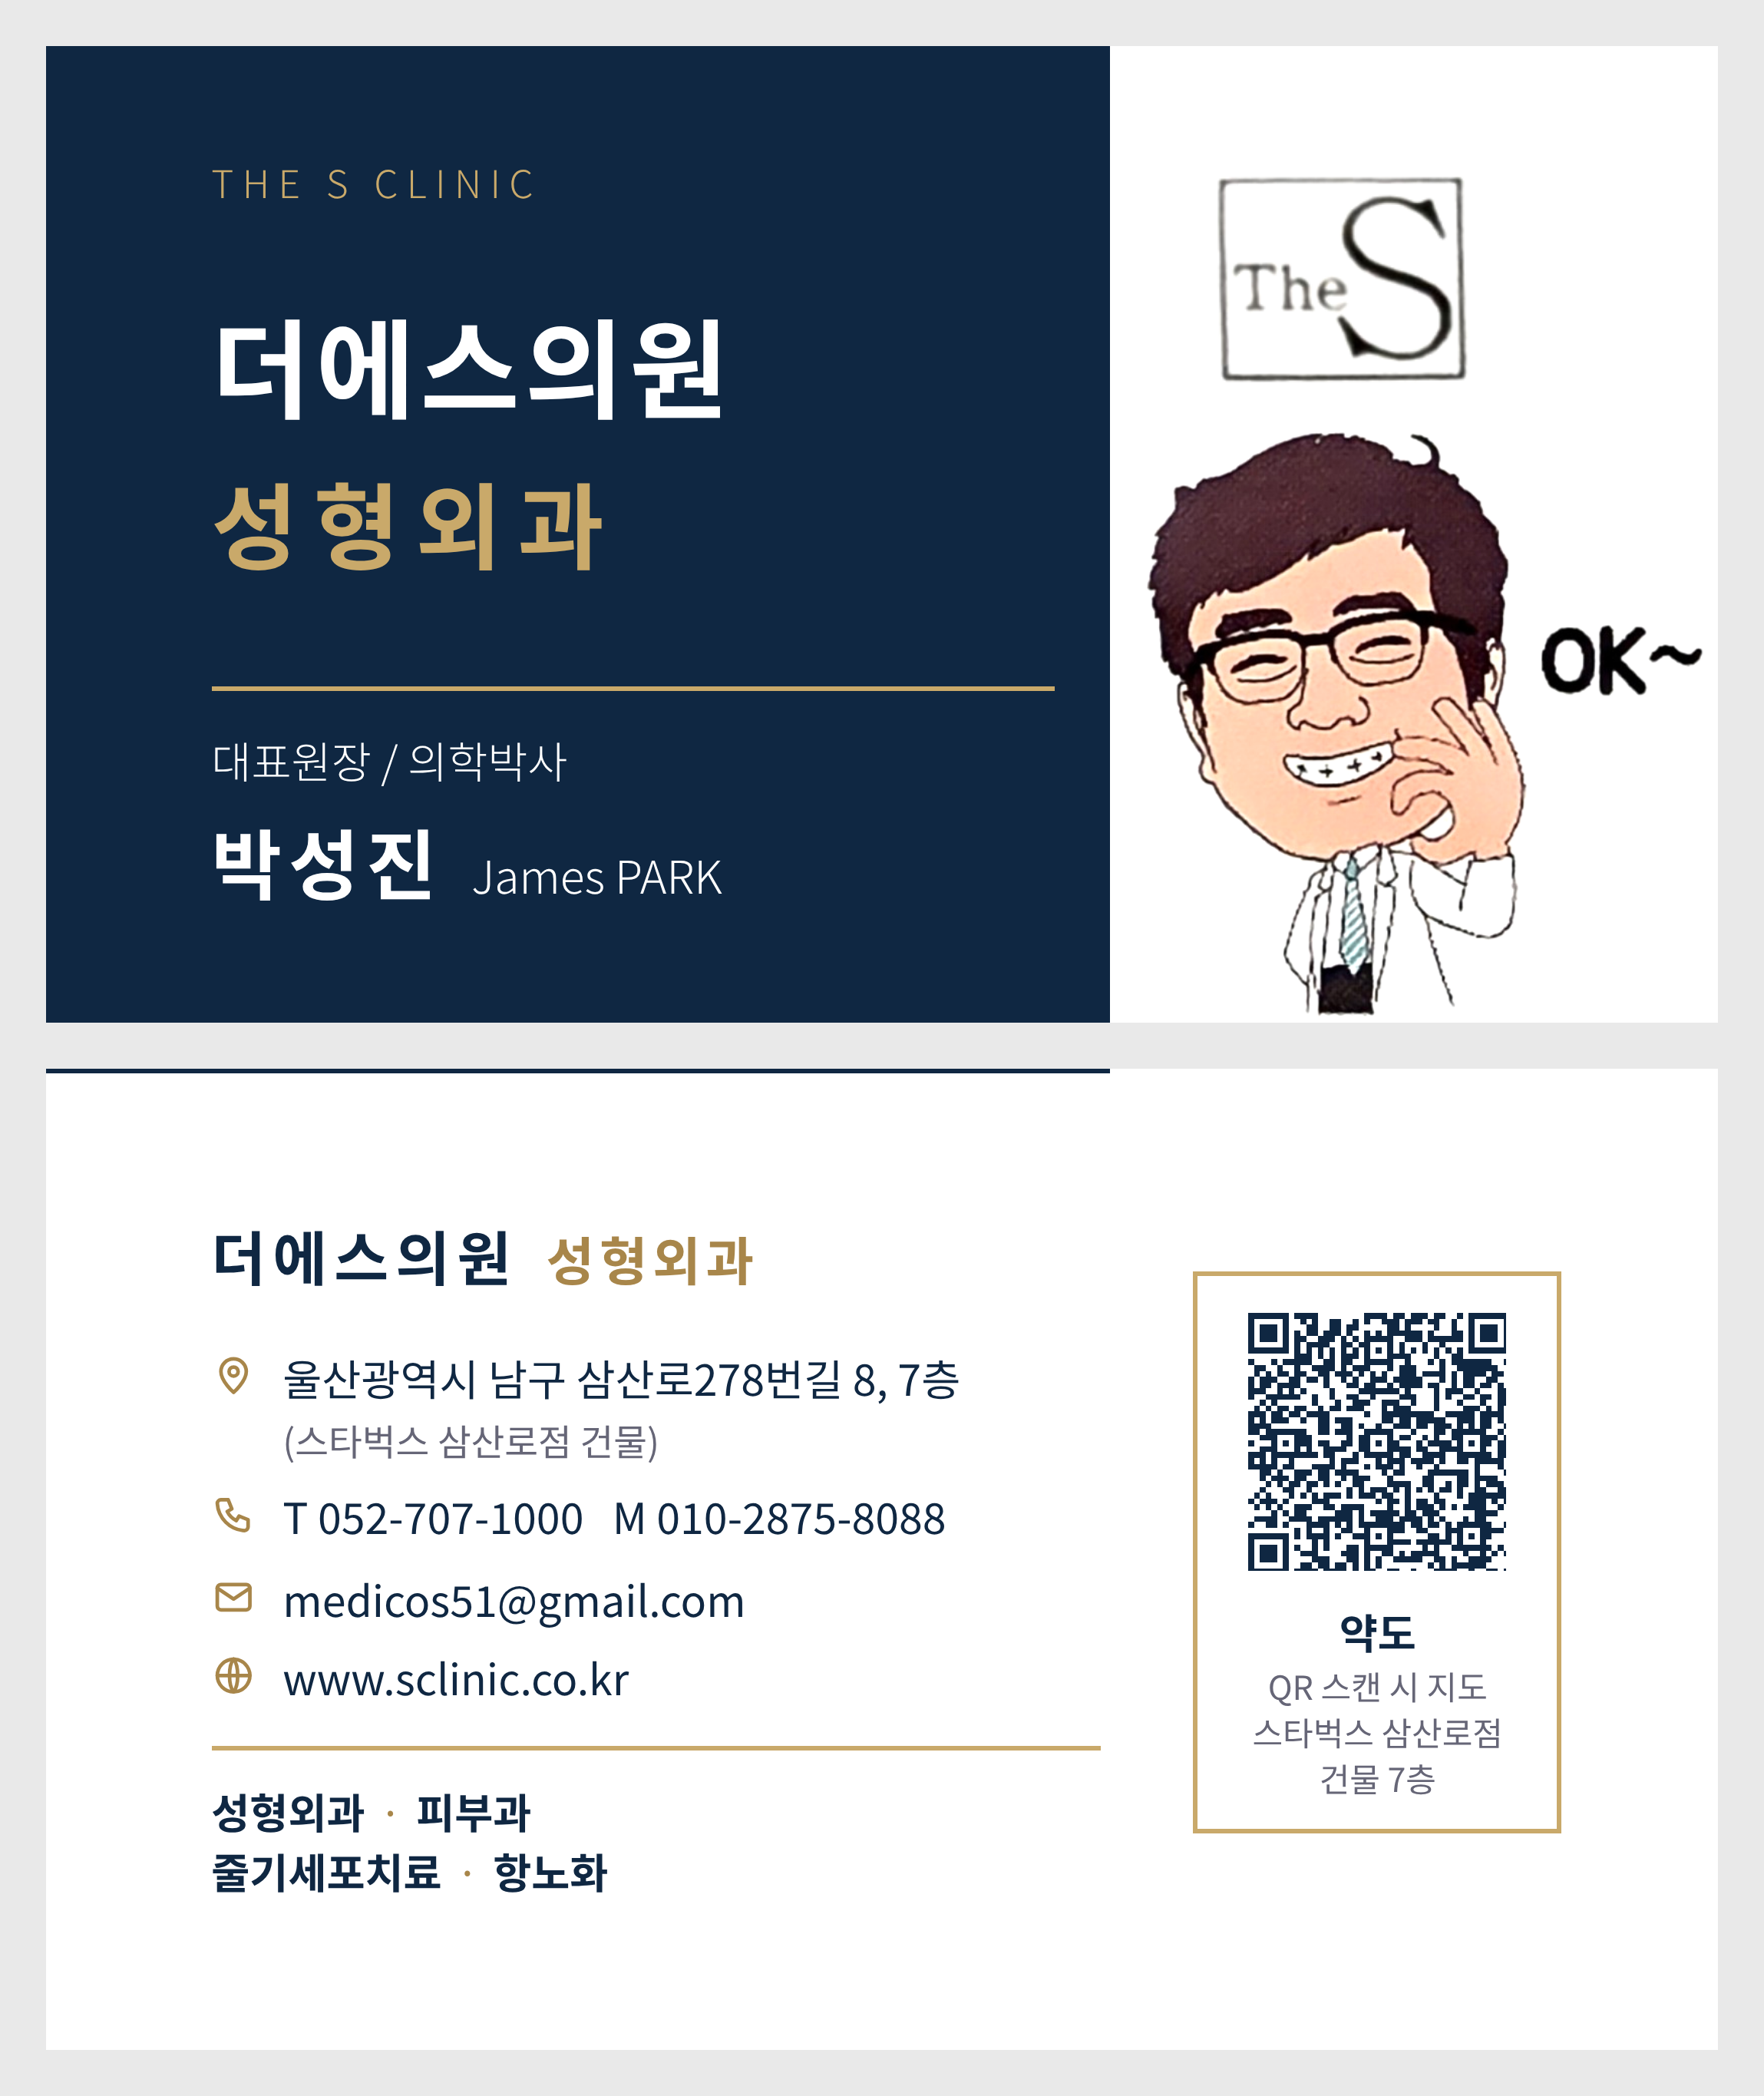 THE S CLINIC
더에스의원
성형외과
대표원장 / 의학박사
박성진 James PARK
The S
OK~
더에스의원 성형외과
울산광역시 남구 삼산로278번길 8, 7층
(스타벅스 삼산로점 건물)
T 052-707-1000 M 010-2875-8088
medicos51@gmail.com
www.sclinic.co.kr
성형외과 · 피부과
줄기세포치료 · 항노화
약도
QR 스캔 시 지도
스타벅스 삼산로점
건물 7층